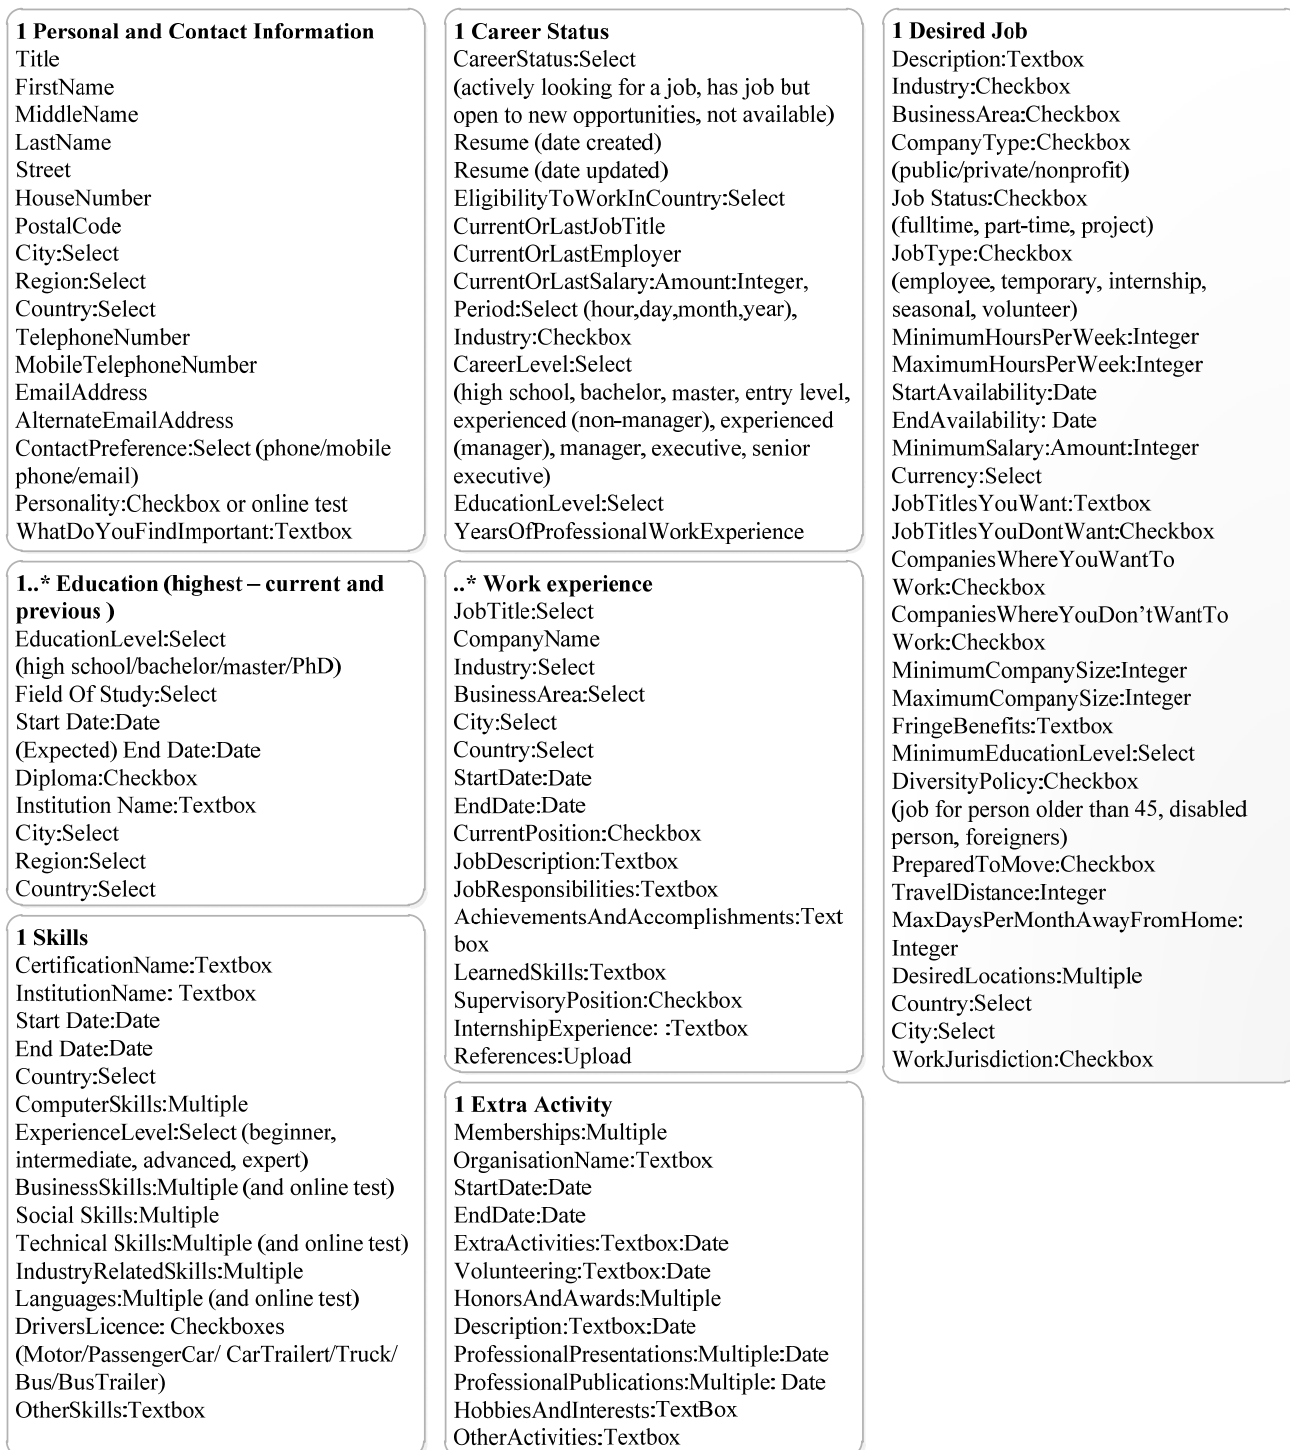 1 Personal and Contact Information
Title
FirstName
MiddleName
LastName
Street
HouseNumber
PostalCode
City:Select
Region:Select
Country:Select
TelephoneNumber
MobileTelephoneNumber
EmailAddress
AlternateEmailAddress
ContactPreference:Select (phone/mobile
phone/email)
Personality:Checkbox or online test
WhatDoYouFindImportant:Textbox
1..* Education (highest – current and
previous )
EducationLevel:Select
(high school/bachelor/master/PhD)
Field Of Study:Select
Start Date:Date
(Expected) End Date:Date
Diploma:Checkbox
Institution Name:Textbox
City:Select
Region:Select
Country:Select
1 Skills
CertificationName:Textbox
InstitutionName: Textbox
Start Date:Date
End Date:Date
Country:Select
ComputerSkills:Multiple
ExperienceLevel:Select (beginner,
intermediate, advanced, expert)
BusinessSkills:Multiple (and online test)
Social Skills:Multiple
Technical Skills:Multiple (and online test)
IndustryRelatedSkills:Multiple
Languages:Multiple (and online test)
DriversLicence: Checkboxes
(Motor/PassengerCar/ CarTrailert/Truck/
Bus/BusTrailer)
OtherSkills:Textbox
1 Career Status
CareerStatus:Select
(actively looking for a job, has job but
open to new opportunities, not available)
Resume (date created)
Resume (date updated)
EligibilityToWorkInCountry:Select
CurrentOrLastJobTitle
CurrentOrLastEmployer
CurrentOrLastSalary:Amount:Integer,
Period:Select (hour,day,month,year),
Industry:Checkbox
CareerLevel:Select
(high school, bachelor, master, entry level,
experienced (non-manager), experienced
(manager), manager, executive, senior
executive)
EducationLevel:Select
YearsOfProfessionalWorkExperience
..* Work experience
JobTitle:Select
CompanyName
Industry:Select
BusinessArea:Select
City:Select
Country:Select
StartDate:Date
EndDate:Date
CurrentPosition:Checkbox
JobDescription:Textbox
JobResponsibilities:Textbox
AchievementsAndAccomplishments:Text
box
LearnedSkills:Textbox
SupervisoryPosition:Checkbox
InternshipExperience: :Textbox
References:Upload
1 Extra Activity
Memberships:Multiple
OrganisationName:Textbox
StartDate:Date
EndDate:Date
ExtraActivities:Textbox:Date
Volunteering:Textbox:Date
HonorsAndAwards:Multiple
Description:Textbox:Date
ProfessionalPresentations:Multiple:Date
ProfessionalPublications:Multiple: Date
HobbiesAndInterests:TextBox
OtherActivities:Textbox
1 Desired Job
Description:Textbox
Industry:Checkbox
BusinessArea:Checkbox
CompanyType:Checkbox
(public/private/nonprofit)
Job Status:Checkbox
(fulltime, part-time, project)
JobType:Checkbox
(employee, temporary, internship,
seasonal, volunteer)
MinimumHoursPerWeek:Integer
MaximumHoursPerWeek:Integer
StartAvailability:Date
EndAvailability: Date
MinimumSalary:Amount:Integer
Currency:Select
JobTitlesYouWant:Textbox
JobTitlesYouDontWant:Checkbox
CompaniesWhereYouWantTo
Work:Checkbox
CompaniesWhereYouDon'tWantTo
Work:Checkbox
MinimumCompanySize:Integer
MaximumCompanySize:Integer
FringeBenefits:Textbox
MinimumEducationLevel:Select
DiversityPolicy:Checkbox
(job for person older than 45, disabled
person, foreigners)
PreparedToMove:Checkbox
TravelDistance:Integer
MaxDaysPerMonthAwayFromHome:
Integer
DesiredLocations:Multiple
Country:Select
City:Select
WorkJurisdiction:Checkbox